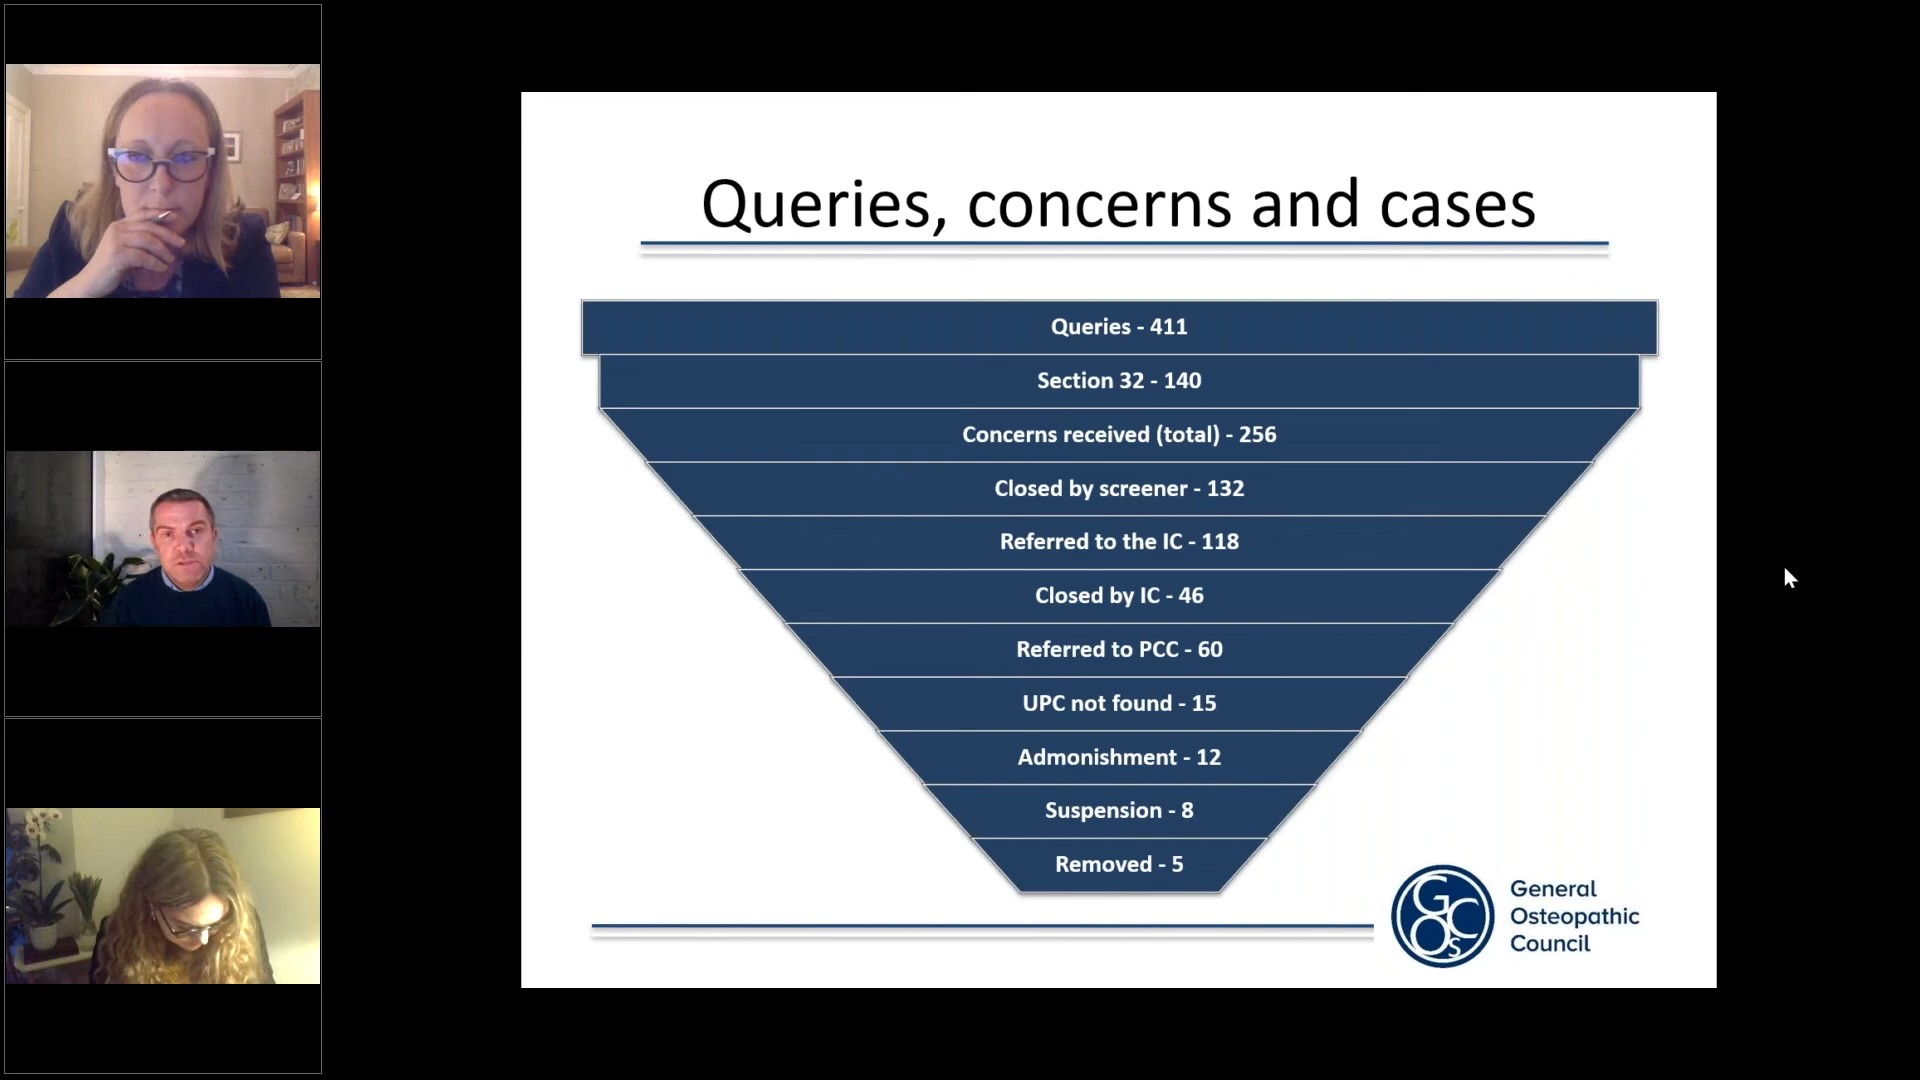 Queries, concerns and cases
Queries - 411
Section 32 - 140
Concerns received (total) - 256
Closed by screener - 132
Referred to the IC - 118
Closed by IC - 46
Referred to PCC - 60
UPC not found - 15
Admonishment - 12
Suspension - 8
Removed - 5
GOsC
General
Osteopathic
Council